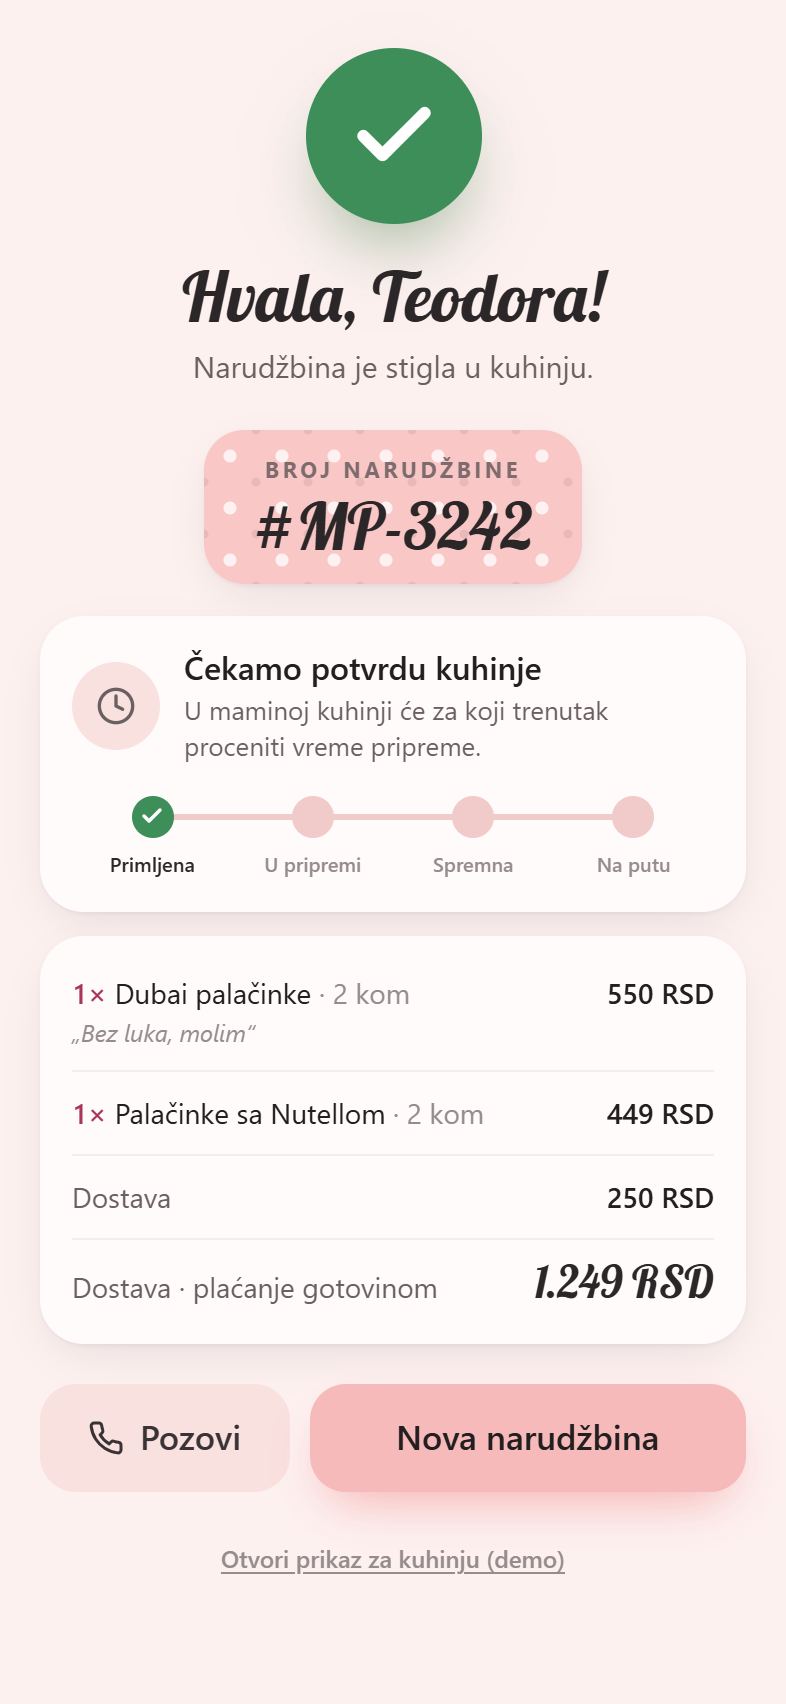 Hvala, Teodora!
Narudžbina je stigla u kuhinju.
BROJ NARUDŽBINE
#MP-3242
Čekamo potvrdu kuhinje
U maminoj kuhinji će za koji trenutak
proceniti vreme pripreme.
Primljena U pripremi Spremna Na putu
1× Dubai palačinke · 2 kom 550 RSD
„Bez luka, molim“
1× Palačinke sa Nutellom · 2 kom 449 RSD
Dostava 250 RSD
Dostava · plaćanje gotovinom 1.249 RSD
Pozovi Nova narudžbina
Otvori prikaz za kuhinju (demo)